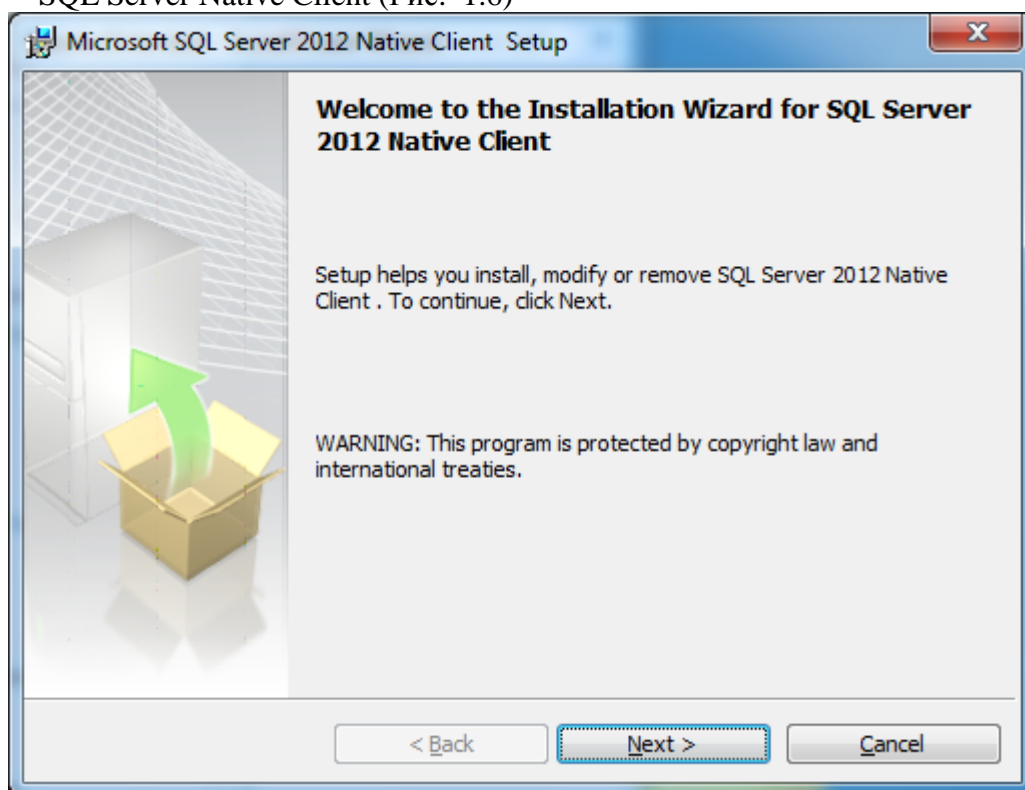 SQL Server Native Client (Рис. 1.6)
Microsoft SQL Server 2012 Native Client Setup
Welcome to the Installation Wizard for SQL Server
2012 Native Client
Setup helps you install, modify or remove SQL Server 2012 Native
Client . To continue, click Next.
WARNING: This program is protected by copyright law and
international treaties.
< Back Next > Cancel